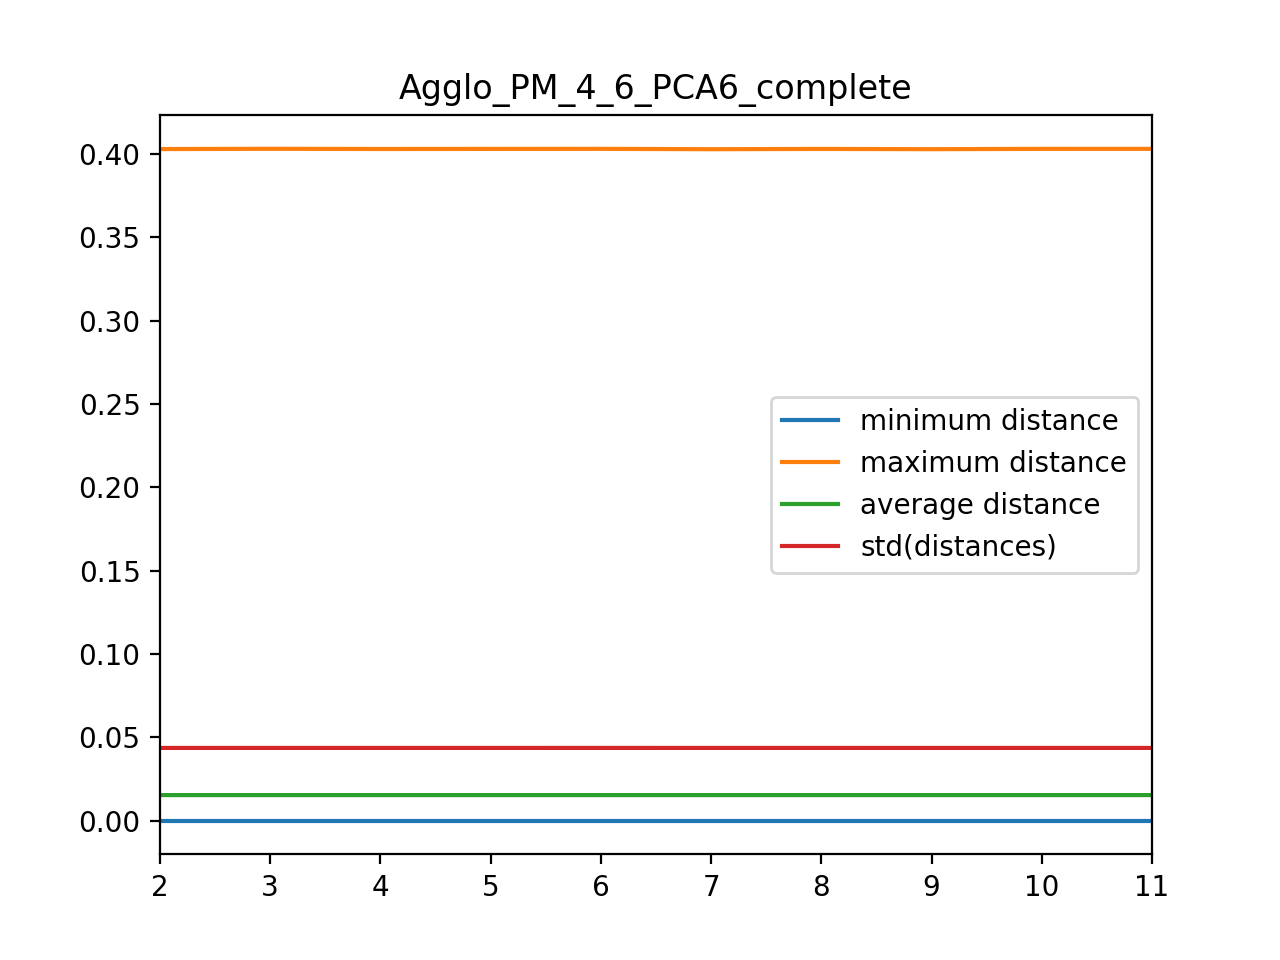 Agglo_PM_4_6_PCA6_complete
0.40
0.35
0.30
0.25
0.20
0.15
0.10
0.05
0.00
minimum distance
maximum distance
average distance
std(distances)
2 3 4 5 6 7 8 9 10 11